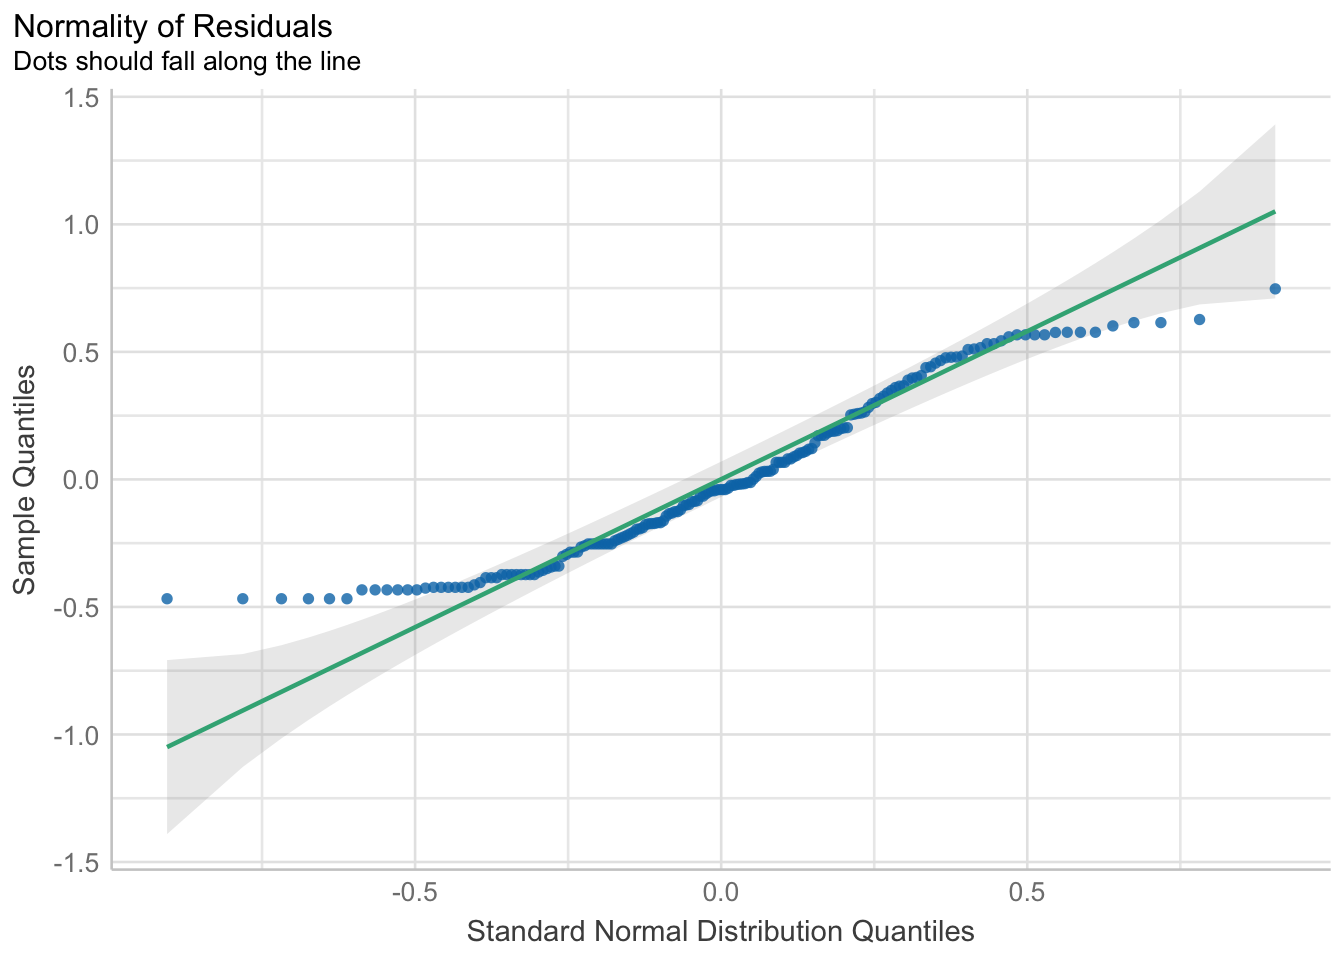 Normality of Residuals
Dots should fall along the line
1.5
1.0
0.5
0.0
-0.5
-1.0
-1.5
Sample Quantiles
-0.5 0.0 0.5
Standard Normal Distribution Quantiles